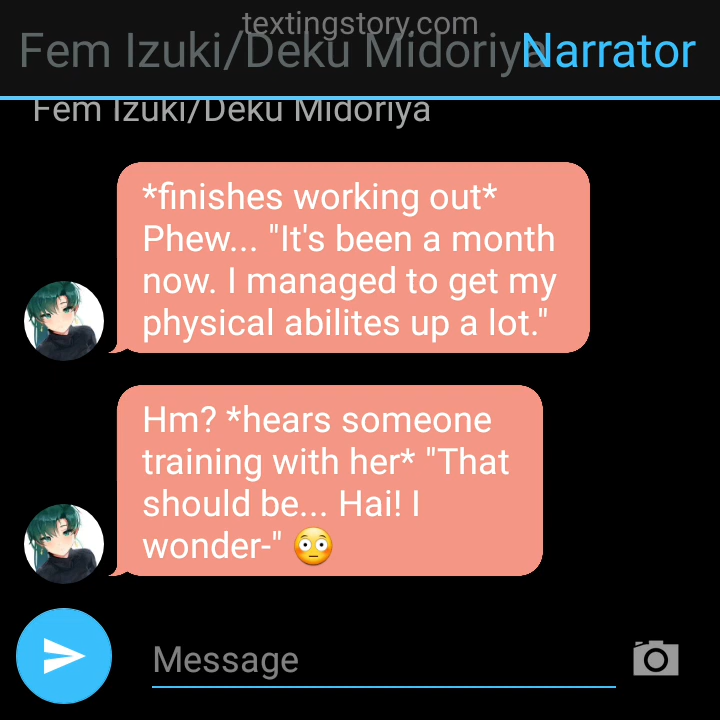 textingstory.com
Fem Izuki/Deku Midoriya
Narrator
Fem Izuki/Deku Midoriya
*finishes working out*
Phew... "It's been a month
now. I managed to get my
physical abilites up a lot."
Hm? *hears someone
training with her* "That
should be... Hai! I
wonder-" 😳
Message